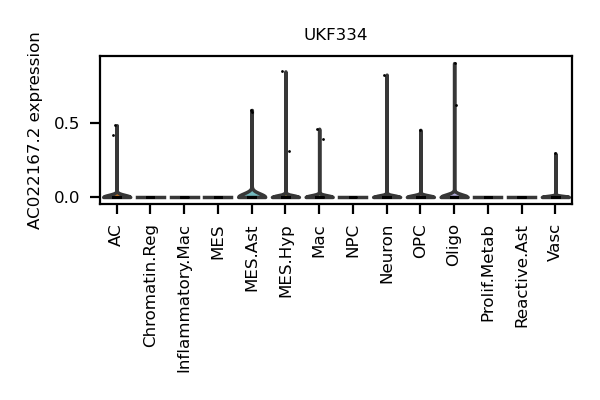 UKF334
AC022167.2 expression
0.5
0.0
AC
Chromatin.Reg
Inflammatory.Mac
MES
MES.Ast
MES.Hyp
Mac
NPC
Neuron
OPC
Oligo
Prolif.Metab
Reactive.Ast
Vasc